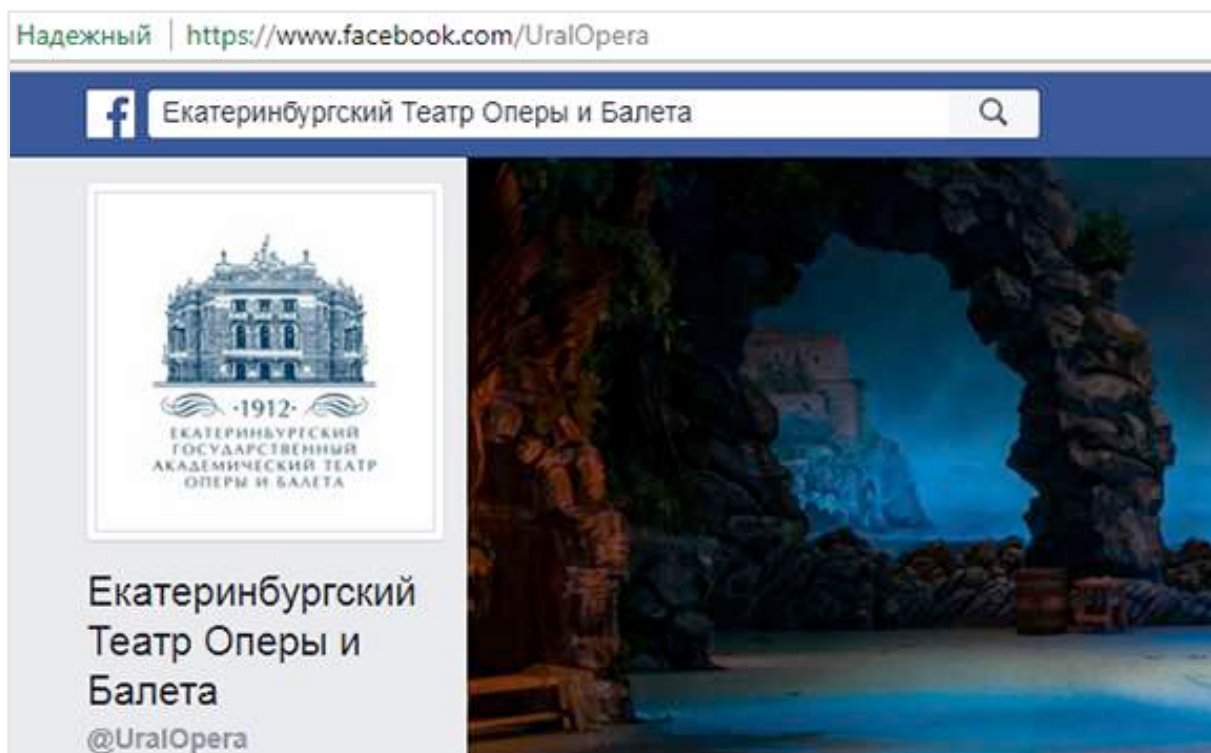 Надежный | https://www.facebook.com/UralOpera
f Екатеринбургский Театр Оперы и Балета
·1912·
ЕКАТЕРИНБУРГСКИЙ
ГОСУДАРСТВЕННЫЙ
АКАДЕМИЧЕСКИЙ ТЕАТР
ОПЕРЫ И БАЛЕТА
Екатеринбургский
Театр Оперы и
Балета
@UralOpera